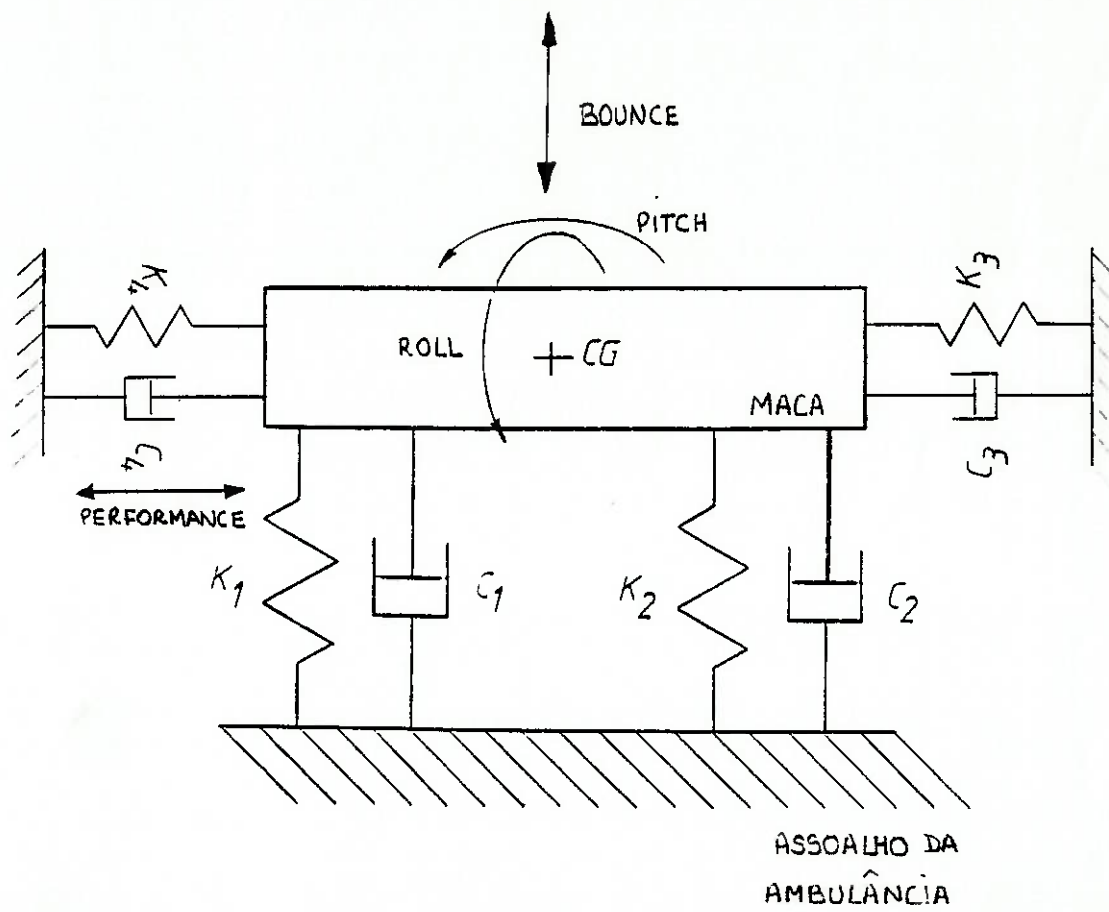 BOUNCE
PITCH
K4
K3
ROLL
CG
MACA
C4
C3
PERFORMANCE
K1
C1
K2
C2
ASSOALHO DA
AMBULÂNCIA